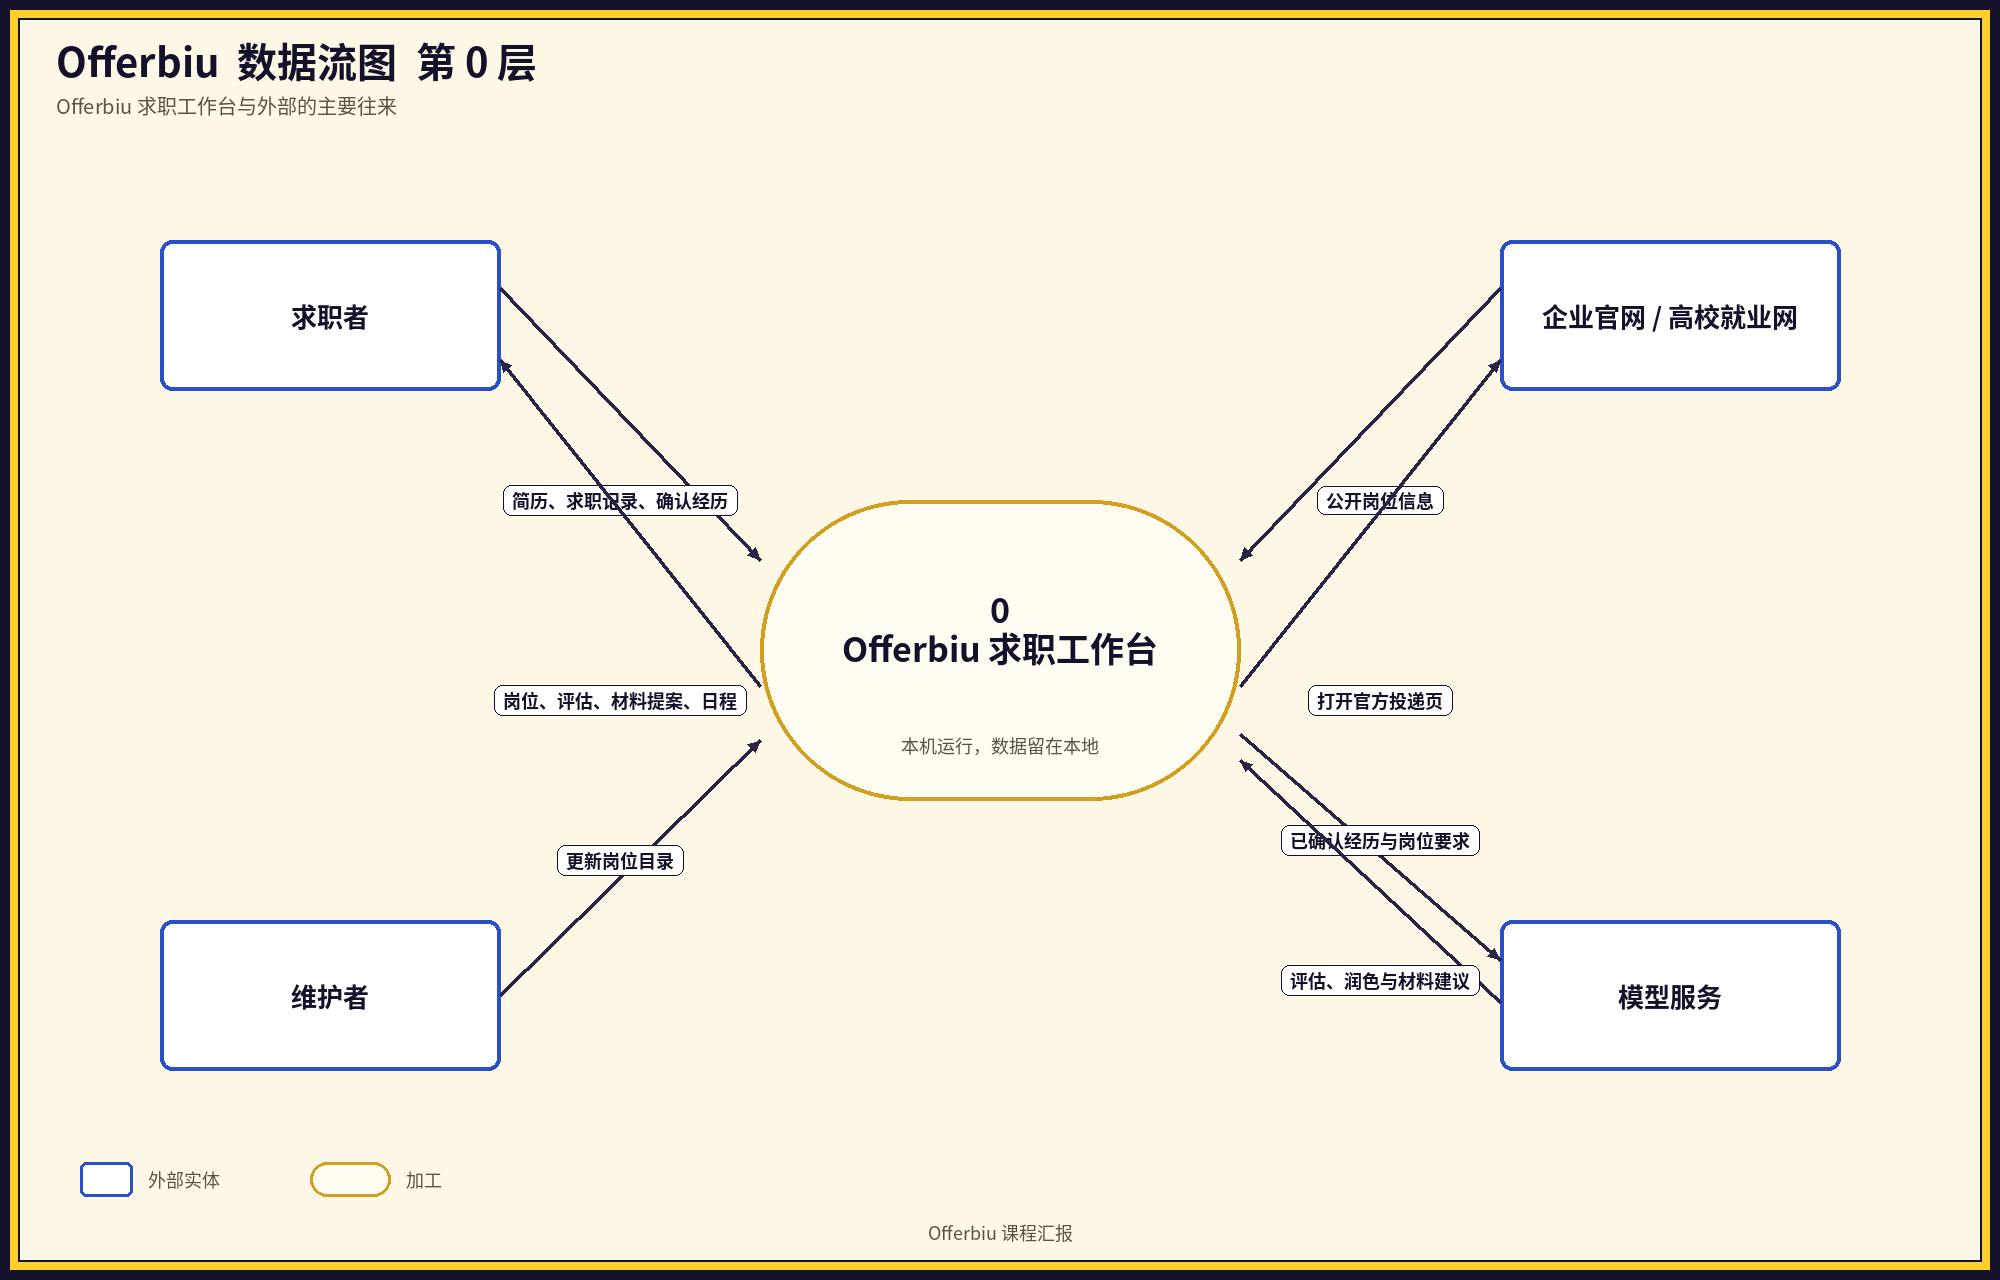 Offerbiu 数据流图 第 0 层
Offerbiu 求职工作台与外部的主要往来
求职者
企业官网 / 高校就业网
简历、求职记录、确认经历
公开岗位信息
0
Offerbiu 求职工作台
岗位、评估、材料提案、日程
打开官方投递页
本机运行，数据留在本地
更新岗位目录
已确认经历与岗位要求
评估、润色与材料建议
维护者
模型服务
外部实体
加工
Offerbiu 课程汇报